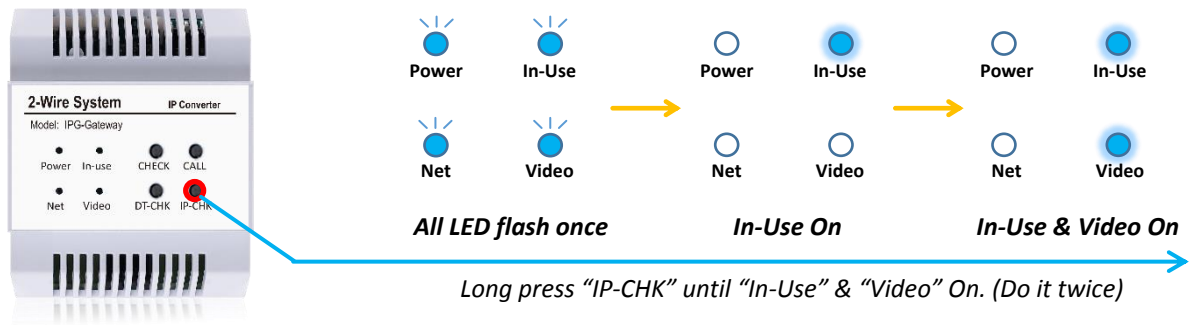 2-Wire System IP Converter
Model: IPG-Gateway
Power In-use CHECK CALL
Net Video DT-CHK IP-CHK
Power In-Use Power In-Use Power In-Use
Net Video Net Video Net Video
All LED flash once In-Use On In-Use & Video On
Long press “IP-CHK” until “In-Use” & “Video” On. (Do it twice)